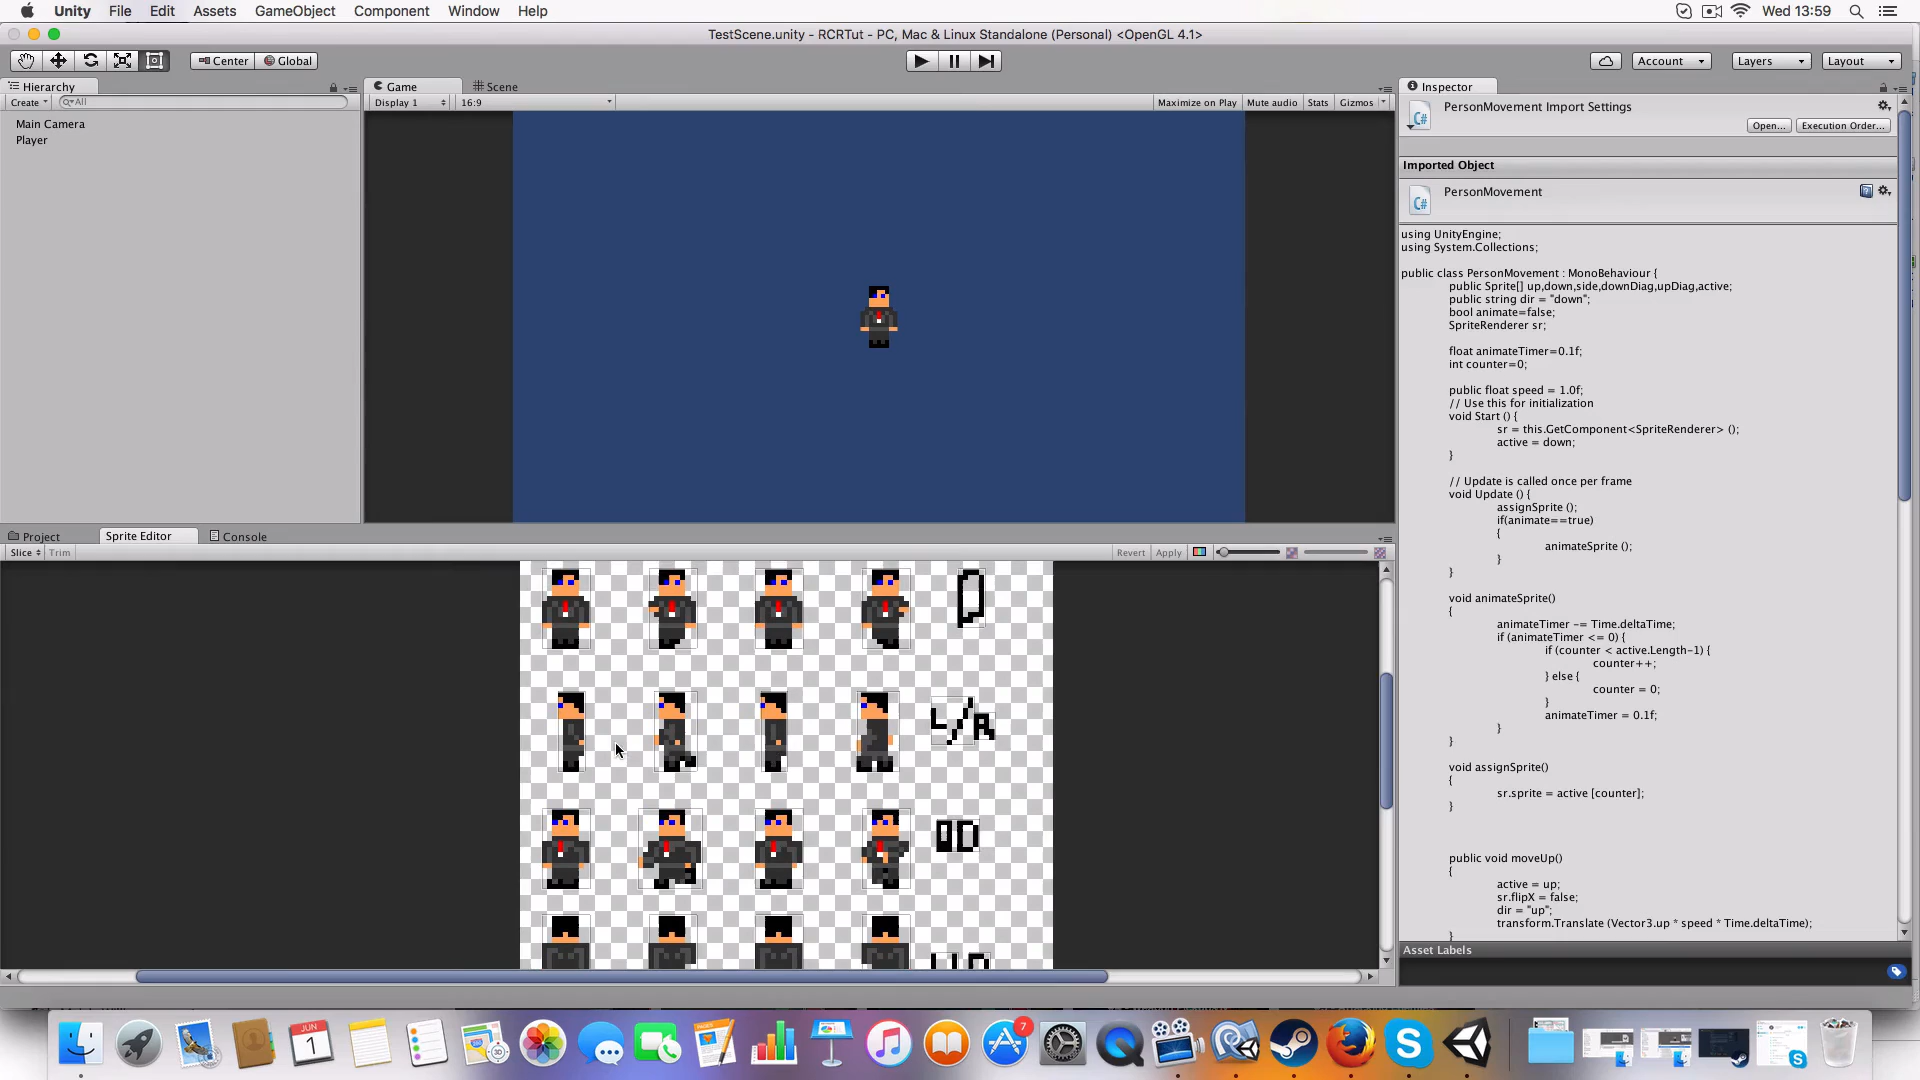 Unity File Edit Assets GameObject Component Window Help Wed 13:59
TestScene.unity - RCRTut - PC, Mac & Linux Standalone (Personal) <OpenGL 4.1>
Center Global Account Layers Layout
Hierarchy
Create All
Main Camera
Player
Game Scene
Display 1 16:9 Maximize on Play Mute audio Stats Gizmos
Inspector
PersonMovement Import Settings
Open... Execution Order...
Imported Object
PersonMovement
using UnityEngine;
using System.Collections;
public class PersonMovement : MonoBehaviour {
public Sprite[] up,down,side,downDiag,upDiag,active;
public string dir = "down";
bool animate=false;
SpriteRenderer sr;
float animateTimer=0.1f;
int counter=0;
public float speed = 1.0f;
// Use this for initialization
void Start () {
sr = this.GetComponent<SpriteRenderer> ();
active = down;
}
// Update is called once per frame
void Update () {
assignSprite ();
if(animate==true)
{
animateSprite ();
}
}
void animateSprite()
{
animateTimer -= Time.deltaTime;
if (animateTimer <= 0) {
if (counter < active.Length-1) {
counter++;
} else {
counter = 0;
}
animateTimer = 0.1f;
}
}
void assignSprite()
{
sr.sprite = active [counter];
}
public void moveUp()
{
active = up;
sr.flipX = false;
dir = "up";
transform.Translate (Vector3.up * speed * Time.deltaTime);
}
Asset Labels
Project Sprite Editor Console
Slice Trim Revert Apply
D
L/R
DD
7
JUN
1